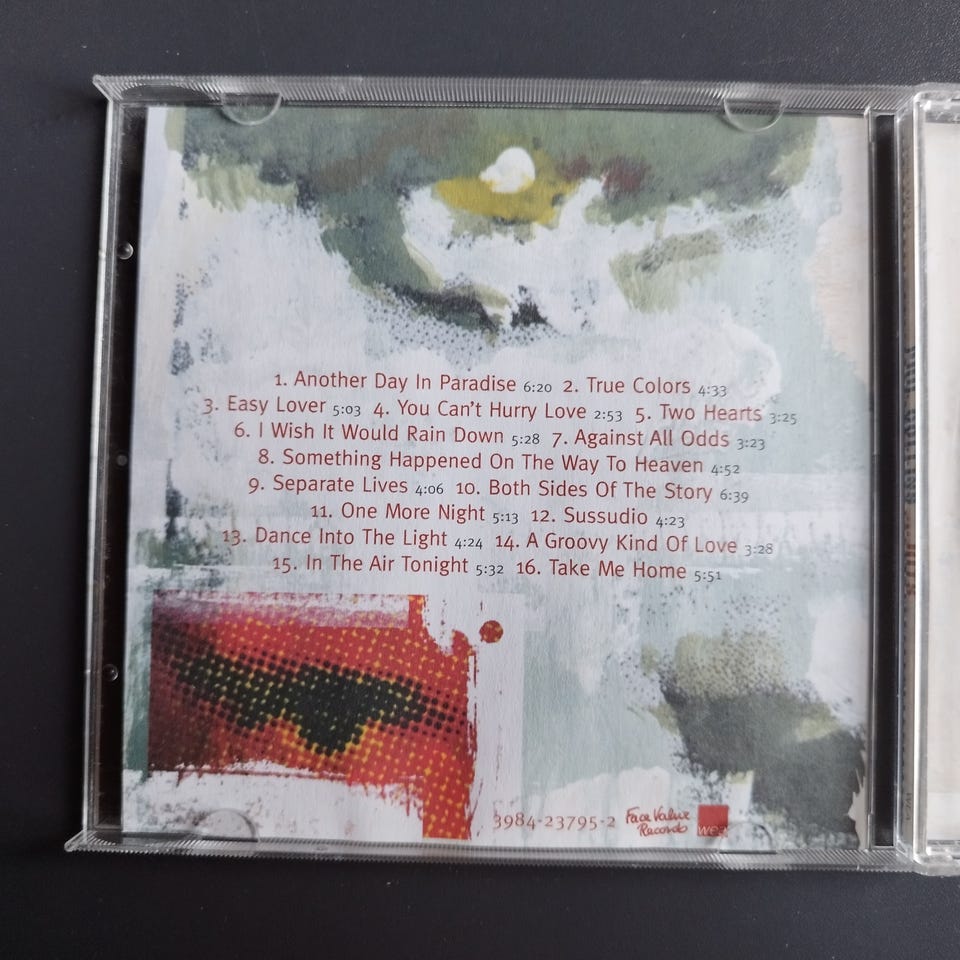 1. Another Day In Paradise 6:20 2. True Colors 4:33
3. Easy Lover 5:03 4. You Can't Hurry Love 2:53 5. Two Hearts 3:25
6. I Wish It Would Rain Down 5:28 7. Against All Odds 3:23
8. Something Happened On The Way To Heaven 4:52
9. Separate Lives 4:06 10. Both Sides Of The Story 6:39
11. One More Night 5:13 12. Sussudio 4:23
13. Dance Into The Light 4:24 14. A Groovy Kind Of Love 3:28
15. In The Air Tonight 5:32 16. Take Me Home 5:51
3984-23795-2 Face Value Records wea